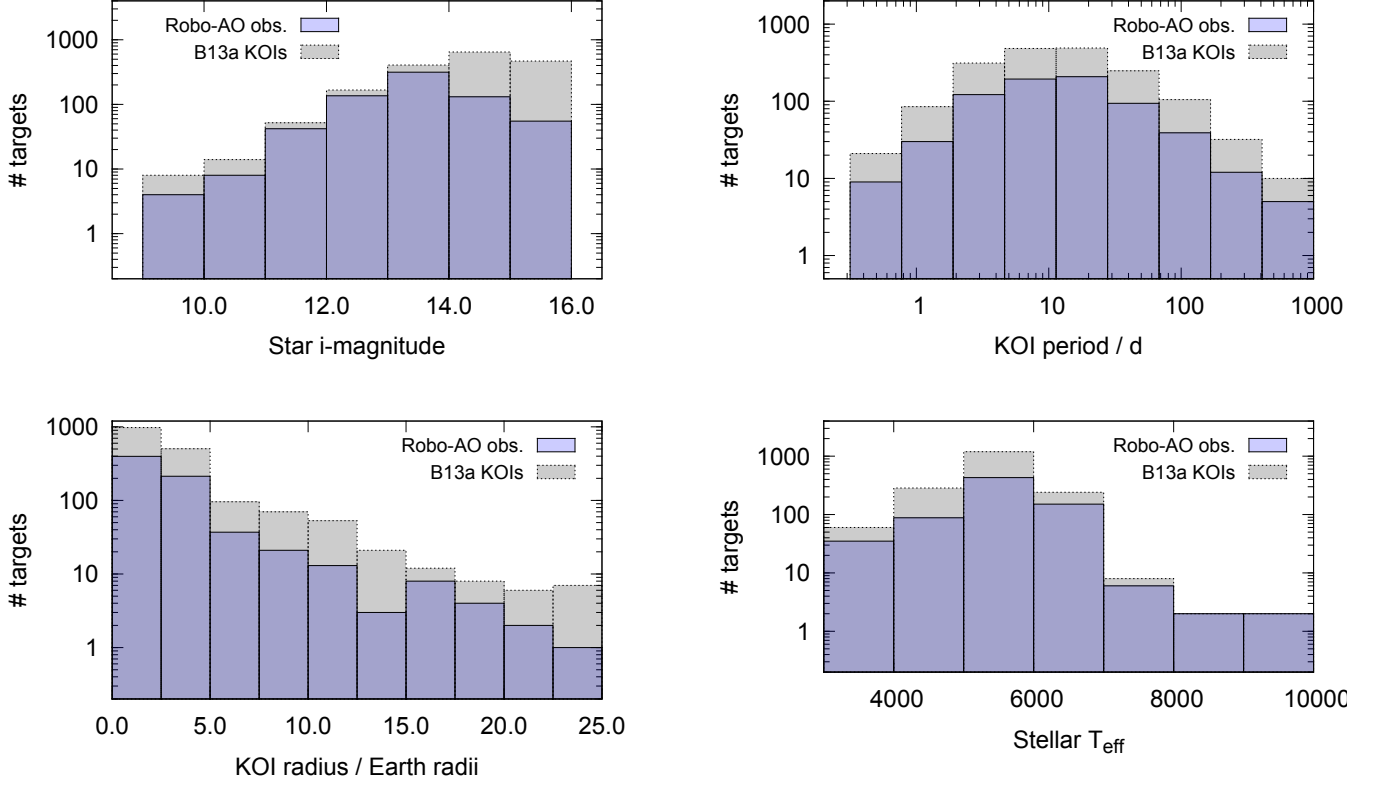 Robo-AO obs.
B13a KOIs
1000
100
10
1
# targets
10.0 12.0 14.0 16.0
Star i-magnitude
Robo-AO obs.
B13a KOIs
1000
100
10
1
# targets
1 10 100 1000
KOI period / d
Robo-AO obs.
B13a KOIs
1000
100
10
1
# targets
0.0 5.0 10.0 15.0 20.0 25.0
KOI radius / Earth radii
Robo-AO obs.
B13a KOIs
1000
100
10
1
# targets
4000 6000 8000 10000
Stellar Teff